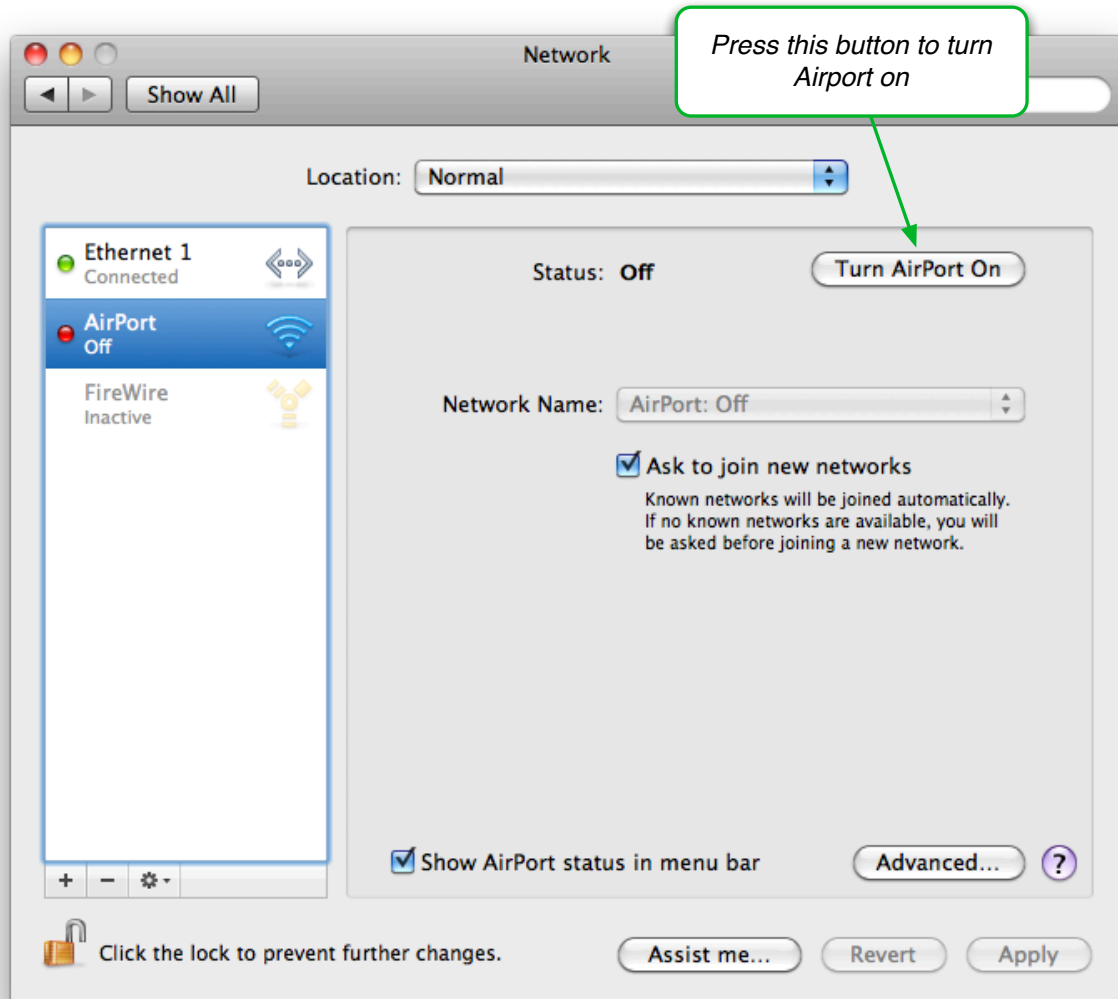 Network
Press this button to turn
Airport on
Show All
Location: Normal
Ethernet 1
Connected
AirPort
Off
FireWire
Inactive
Status: Off
Turn AirPort On
Network Name: AirPort: Off
Ask to join new networks
Known networks will be joined automatically.
If no known networks are available, you will
be asked before joining a new network.
Show AirPort status in menu bar
Advanced...
?
Click the lock to prevent further changes.
Assist me...
Revert
Apply